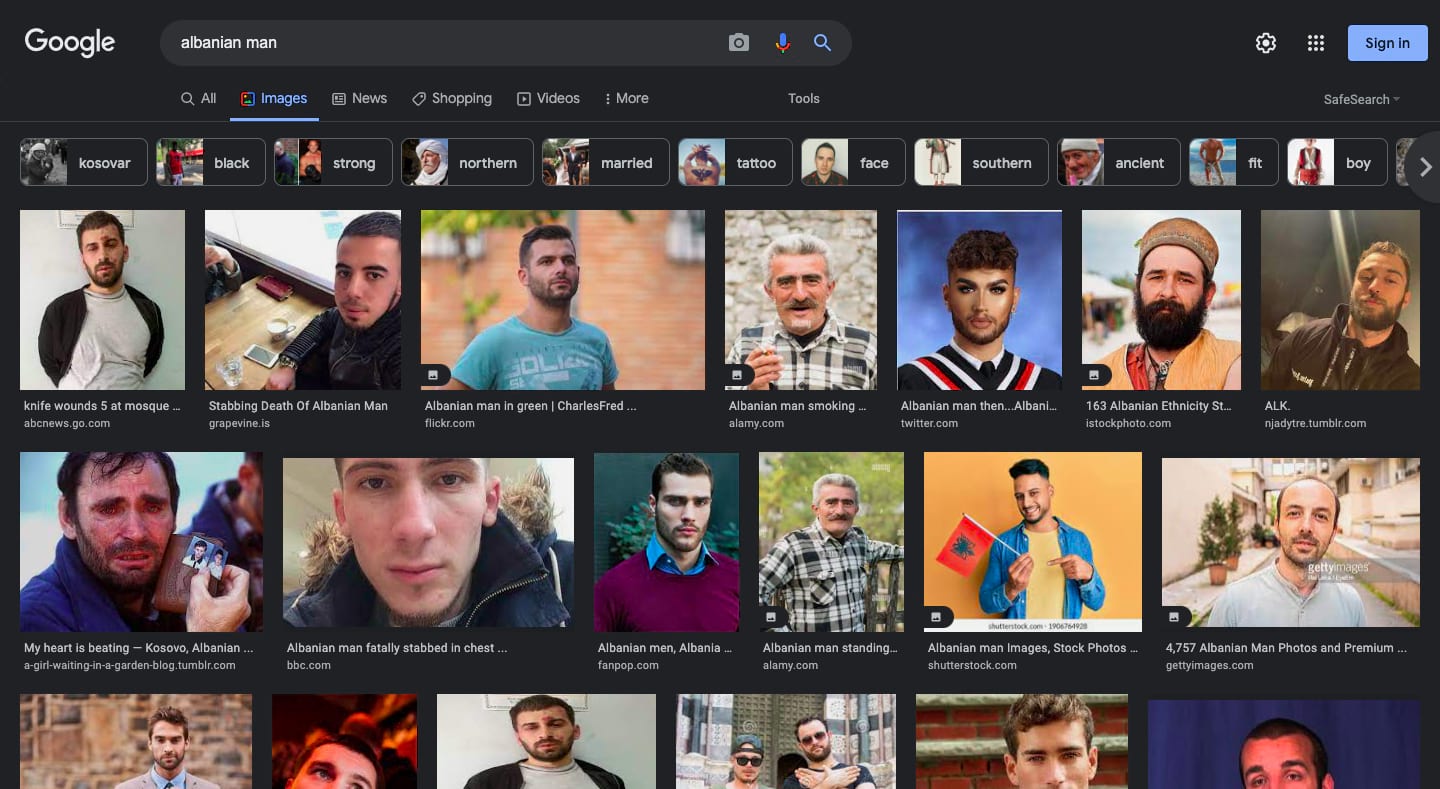 Google
albanian man
Sign in
All
Images
News
Shopping
Videos
More
Tools
SafeSearch
kosovar
black
strong
northern
married
tattoo
face
southern
ancient
fit
boy
knife wounds 5 at mosque ...
abcnews.go.com
Stabbing Death Of Albanian Man
grapevine.is
Albanian man in green | CharlesFred ...
flickr.com
Albanian man smoking ...
alamy.com
Albanian man then...Albani...
twitter.com
163 Albanian Ethnicity St...
istockphoto.com
ALK.
njadytre.tumblr.com
alamy
shutterstock.com · 1906764928
gettyimages
My heart is beating — Kosovo, Albanian ...
a-girl-waiting-in-a-garden-blog.tumblr.com
Albanian man fatally stabbed in chest ...
bbc.com
Albanian men, Albania ...
fanpop.com
Albanian man standing...
alamy.com
Albanian man Images, Stock Photos ...
shutterstock.com
4,757 Albanian Man Photos and Premium ...
gettyimages.com